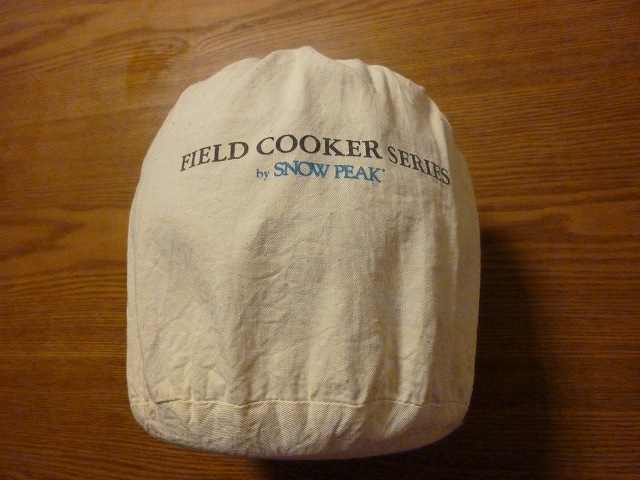 FIELD COOKER SERIES
by SNOW PEAK